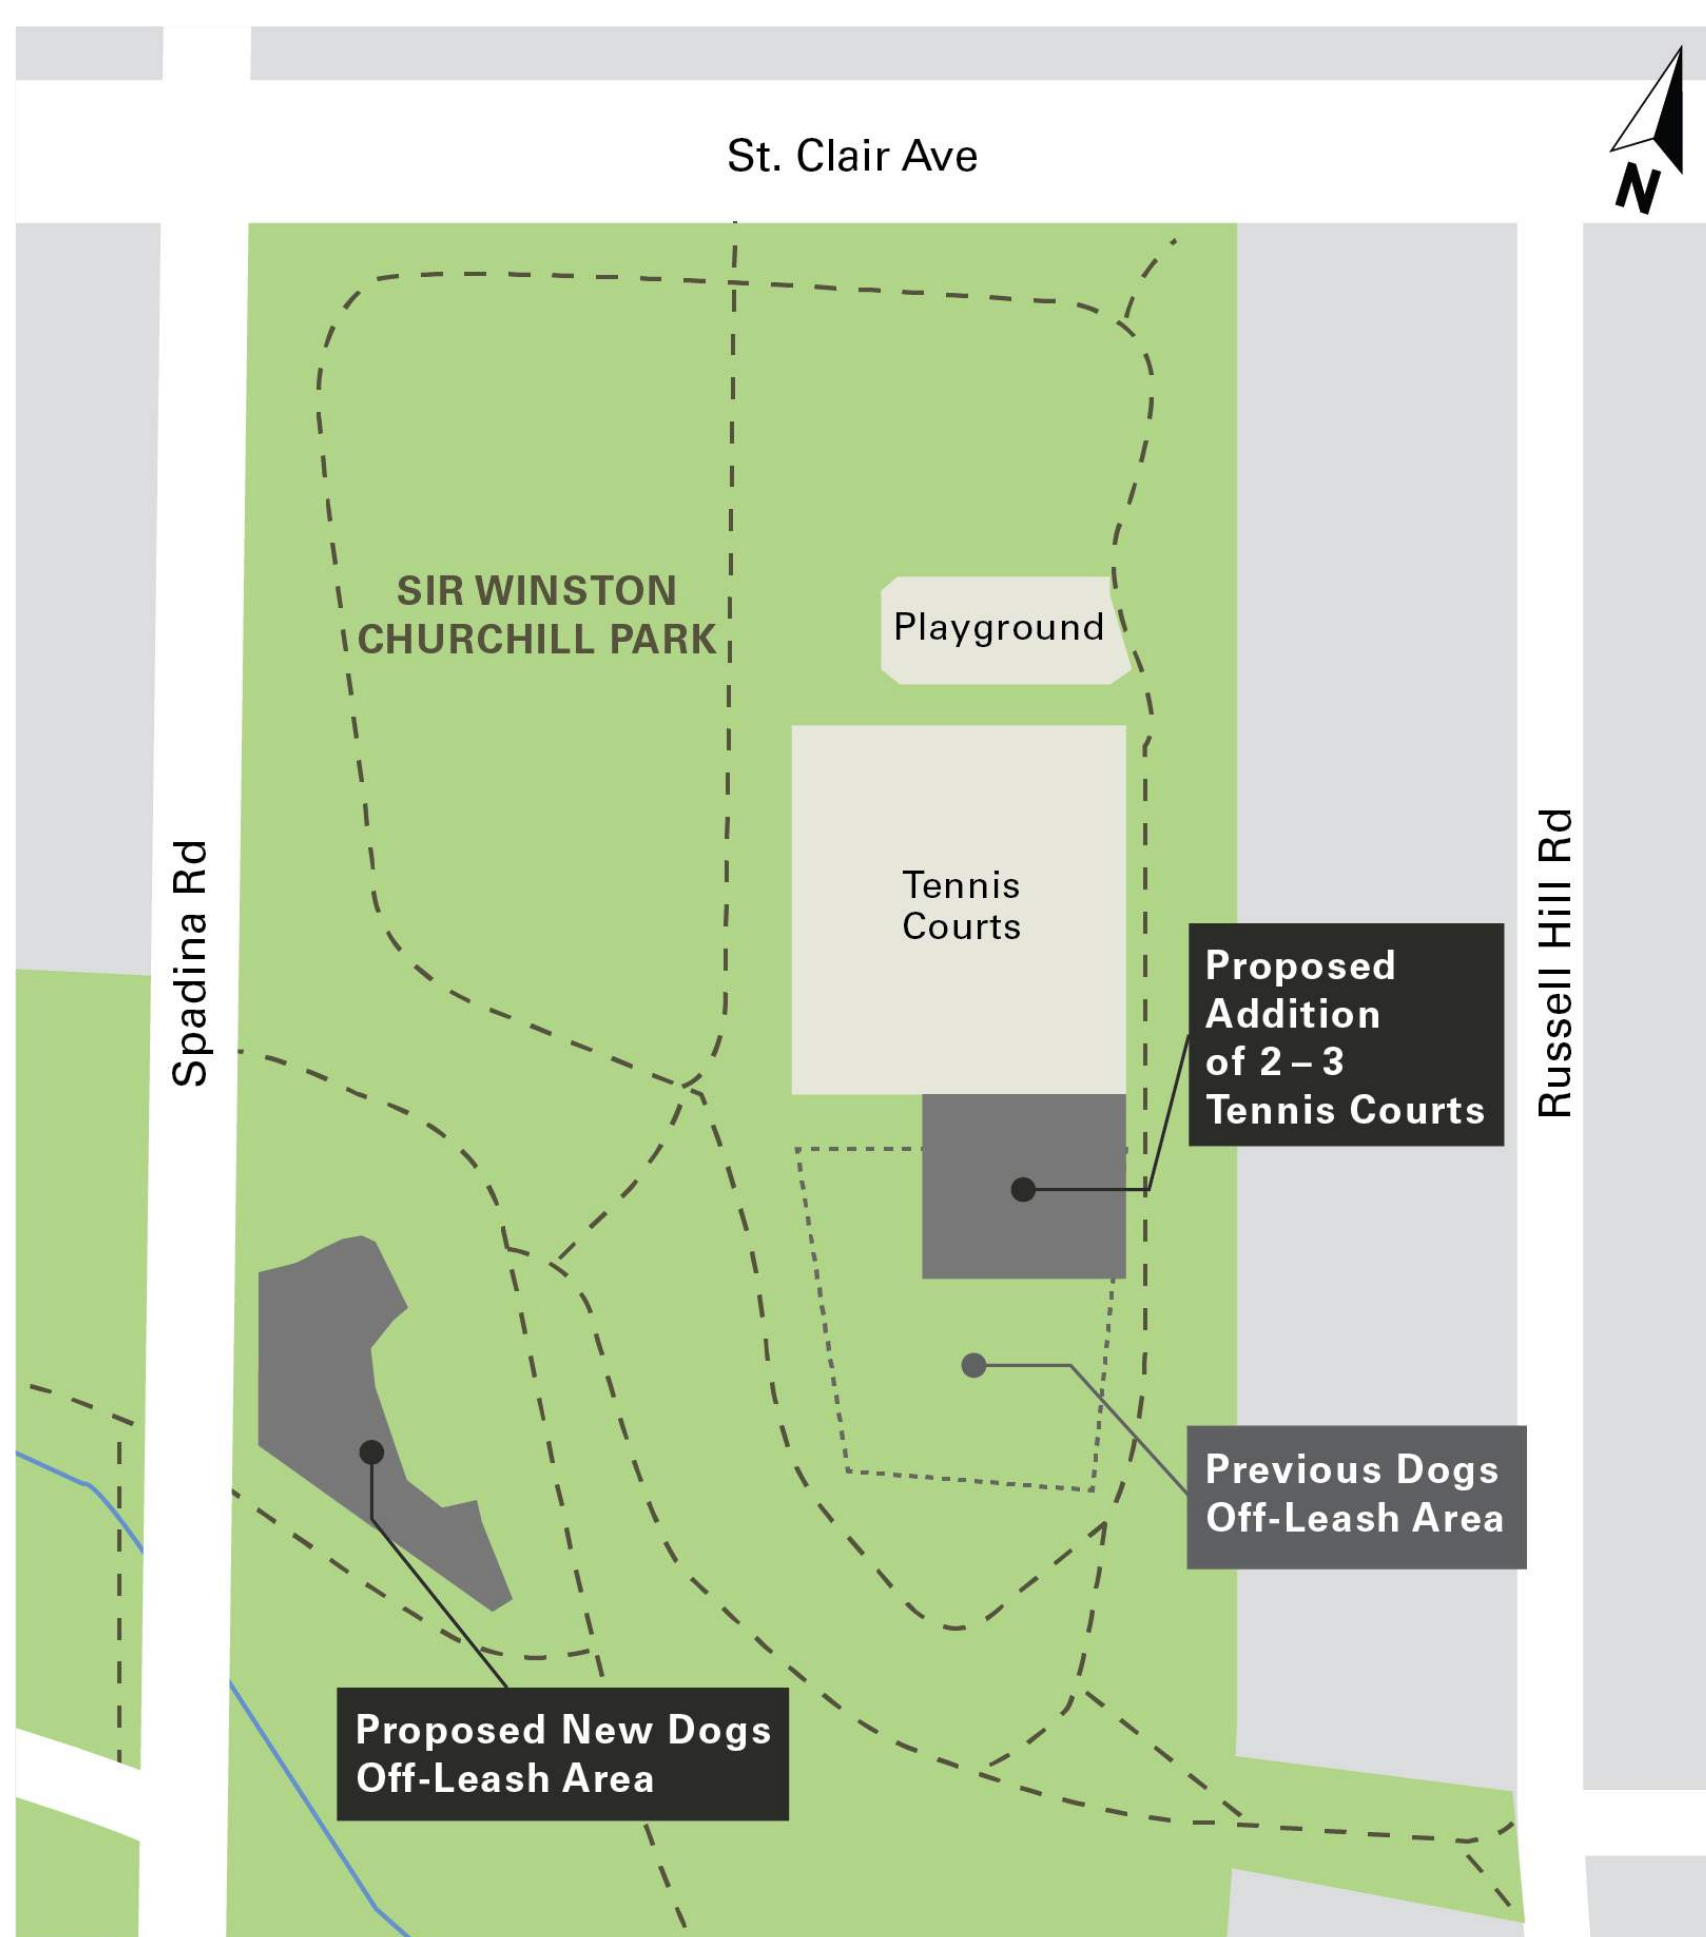 St. Clair Ave
N
SIR WINSTON
CHURCHILL PARK
Playground
Tennis
Courts
Spadina Rd
Russell Hill Rd
Proposed
Addition
of 2 – 3
Tennis Courts
Previous Dogs
Off-Leash Area
Proposed New Dogs
Off-Leash Area